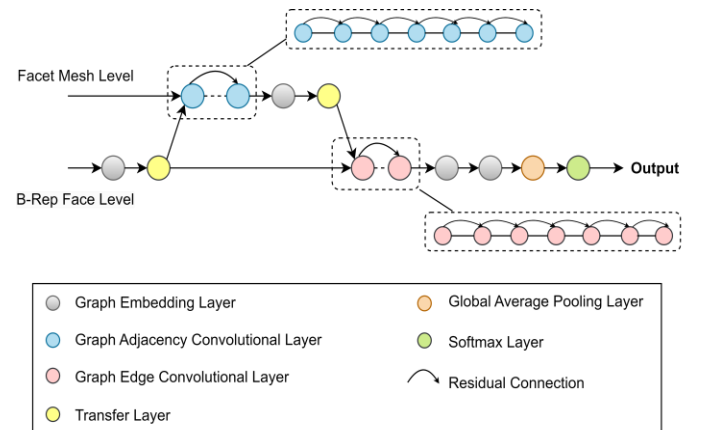 Facet Mesh Level
Output
B-Rep Face Level
Graph Embedding Layer
Global Average Pooling Layer
Graph Adjacency Convolutional Layer
Softmax Layer
Graph Edge Convolutional Layer
Residual Connection
Transfer Layer